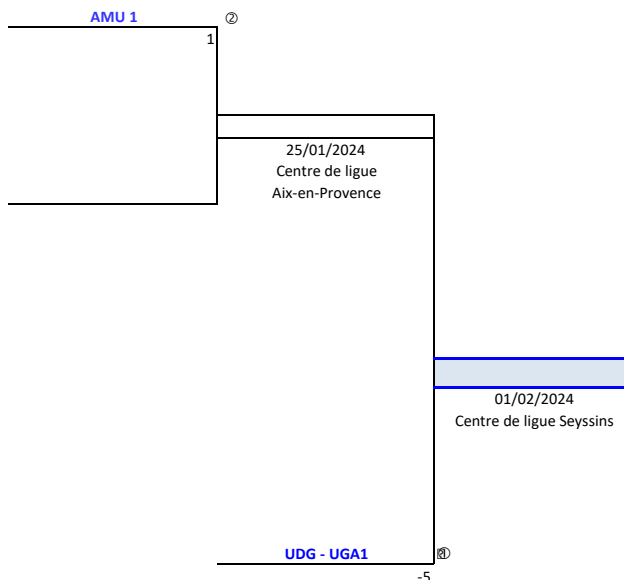 AMU 1 ②
1
25/01/2024
Centre de ligue
Aix-en-Provence
01/02/2024
Centre de ligue Seyssins
UDG - UGA1 ①
-5